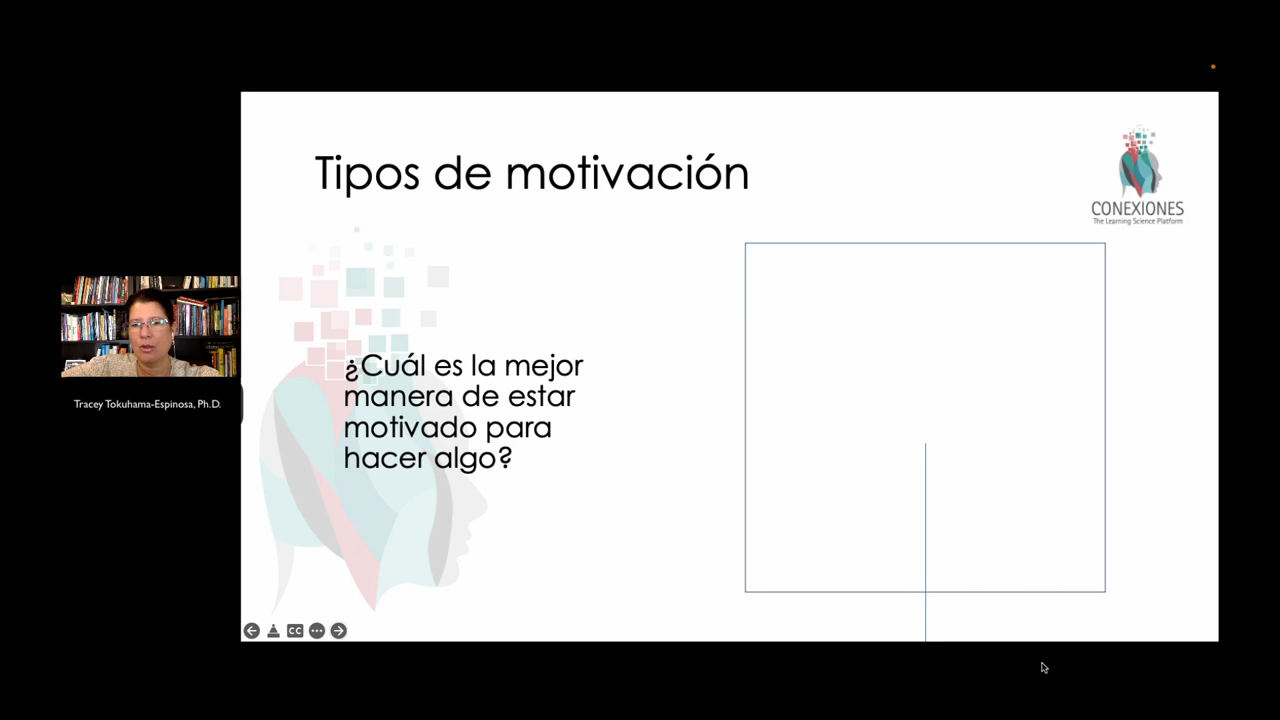 Tipos de motivación
CONEXIONES
The Learning Science Platform
¿Cuál es la mejor
manera de estar
motivado para
hacer algo?
Tracey Tokuhama-Espinosa, Ph.D.
CC